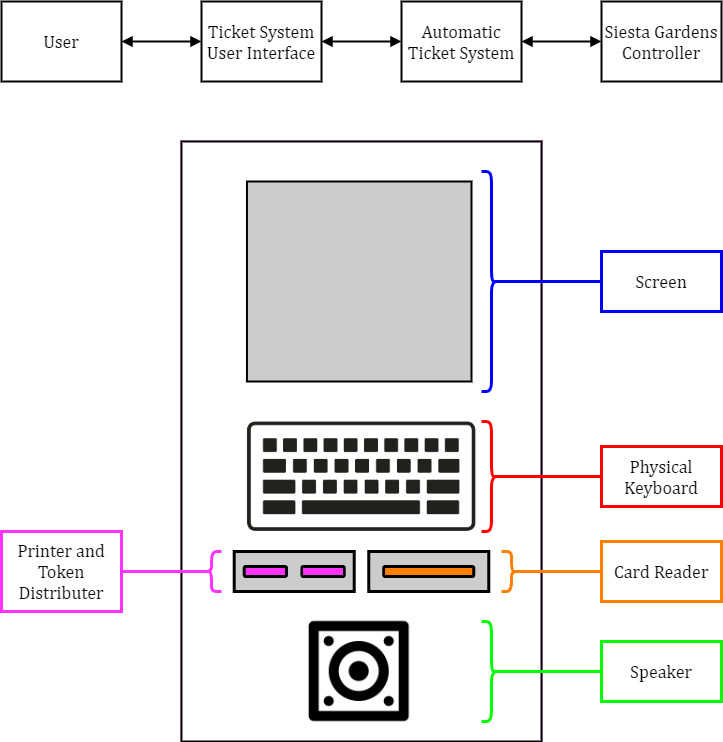 User
Ticket System
User Interface
Automatic
Ticket System
Siesta Gardens
Controller
Screen
Physical
Keyboard
Printer and
Token
Distributer
Card Reader
Speaker